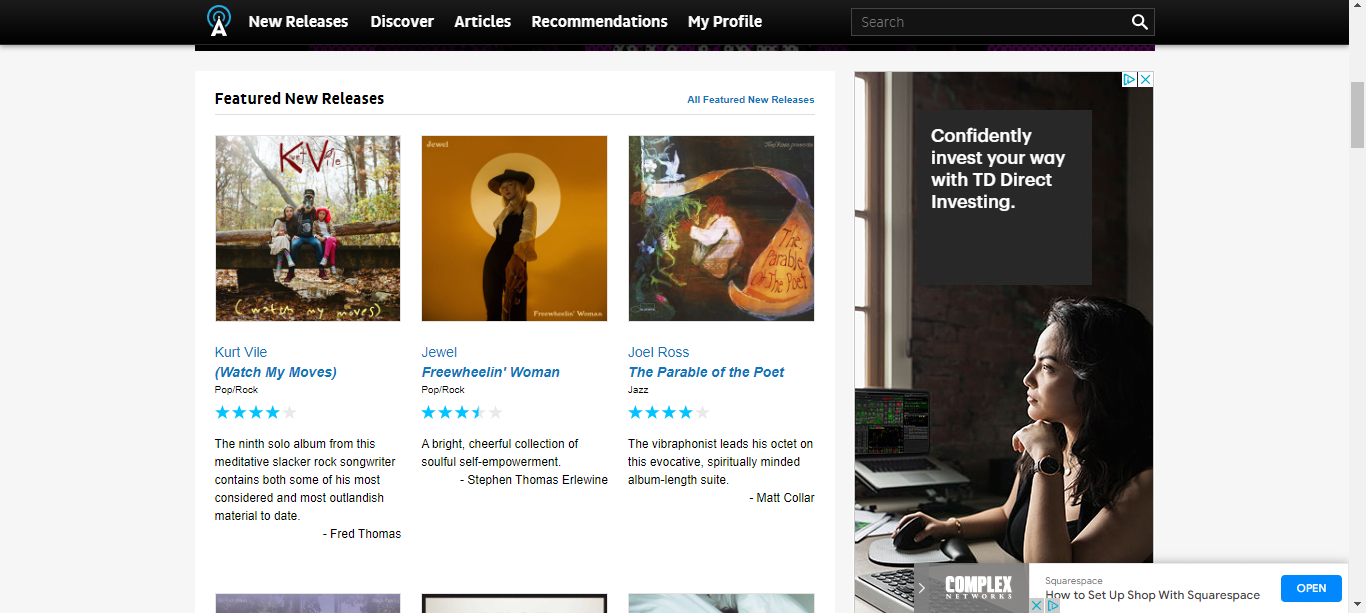 New Releases Discover Articles Recommendations My Profile Search
Featured New Releases All Featured New Releases
Kurt Vile
(watch my moves)
Jewel
Freewheelin' Woman
Joel Ross presents
The
Parable
Of The Poet
Kurt Vile
(Watch My Moves)
Pop/Rock
The ninth solo album from this
meditative slacker rock songwriter
contains both some of his most
considered and most outlandish
material to date.
- Fred Thomas
Jewel
Freewheelin' Woman
Pop/Rock
A bright, cheerful collection of
soulful self-empowerment.
- Stephen Thomas Erlewine
Joel Ross
The Parable of the Poet
Jazz
The vibraphonist leads his octet on
this evocative, spiritually minded
album-length suite.
- Matt Collar
Confidently
invest your way
with TD Direct
Investing.
COMPLEX
NETWORKS
Squarespace
How to Set Up Shop With Squarespace
OPEN